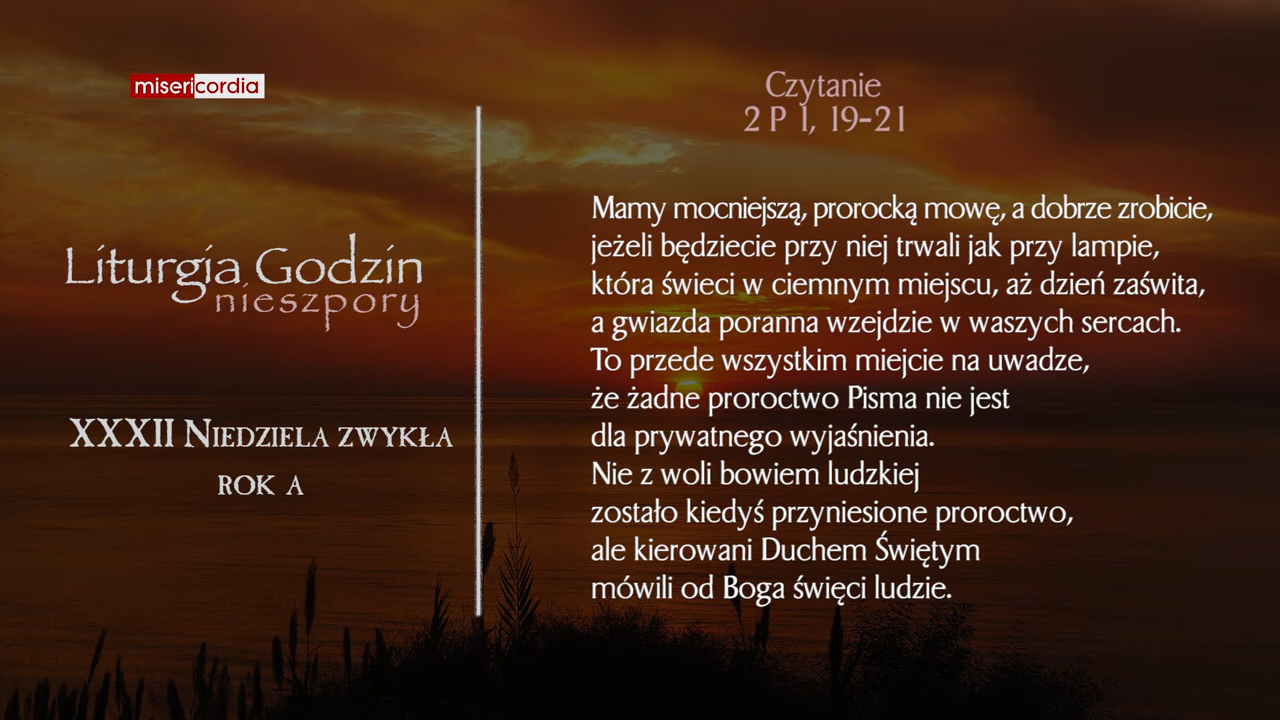 misericordia
Liturgia Godzin
nieszpory
XXXII Niedziela zwykła
rok a
Czytanie
2 P 1, 19-21
Mamy mocniejszą, prorocką mowę, a dobrze zrobicie,
jeżeli będziecie przy niej trwali jak przy lampie,
która świeci w ciemnym miejscu, aż dzień zaświta,
a gwiazda poranna wzejdzie w waszych sercach.
To przede wszystkim miejcie na uwadze,
że żadne proroctwo Pisma nie jest
dla prywatnego wyjaśnienia.
Nie z woli bowiem ludzkiej
zostało kiedyś przyniesione proroctwo,
ale kierowani Duchem Świętym
mówili od Boga święci ludzie.